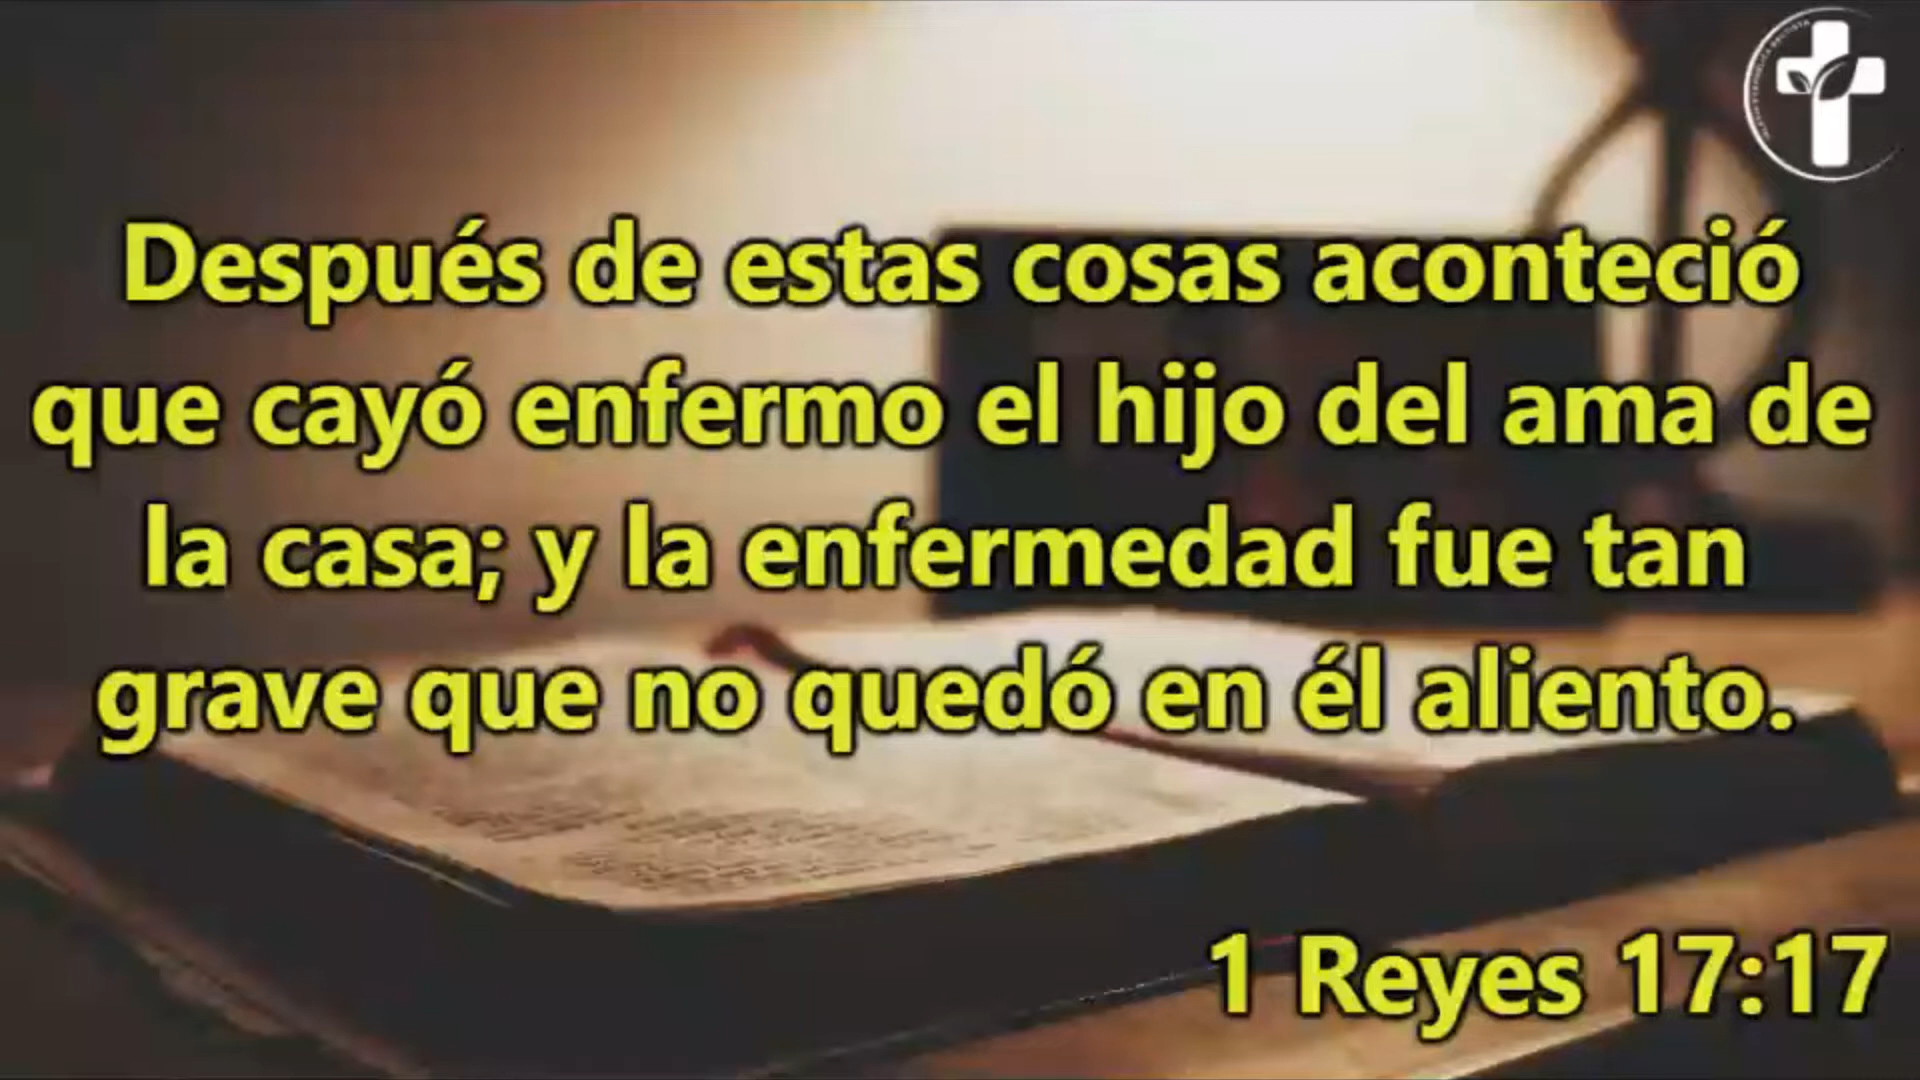 Después de estas cosas aconteció
que cayó enfermo el hijo del ama de
la casa; y la enfermedad fue tan
grave que no quedó en él aliento.
1 Reyes 17:17